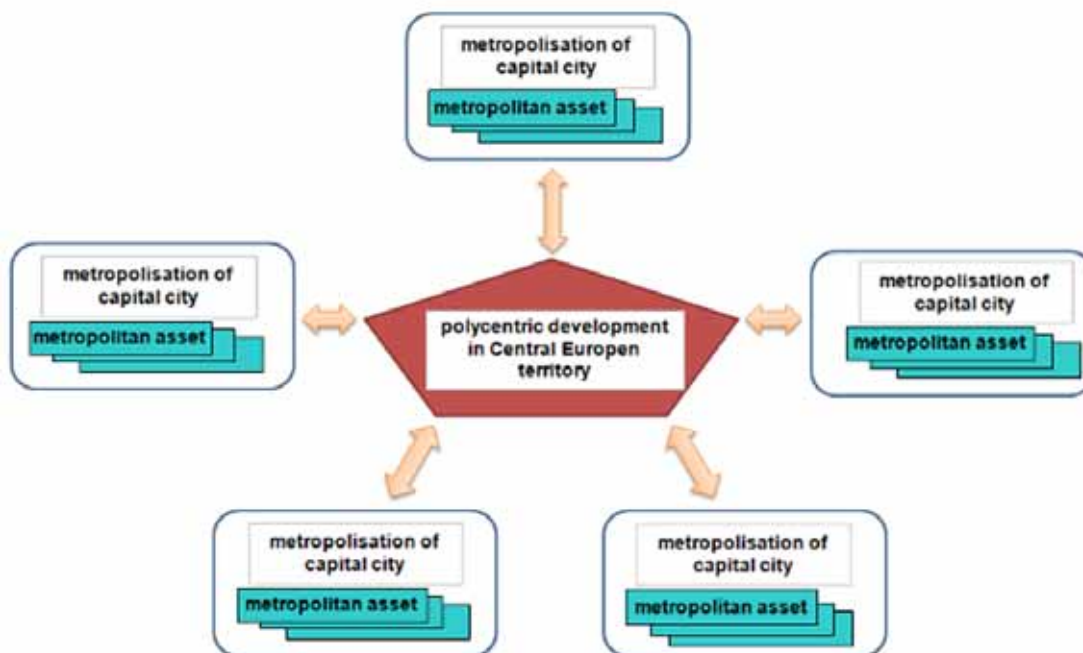 metropolisation of
capital city
metropolitan asset
metropolisation of
capital city
metropolitan asset
polycentric development
in Central Europen
territory
metropolisation of
capital city
metropolitan asset
metropolisation of
capital city
metropolitan asset
metropolisation of
capital city
metropolitan asset